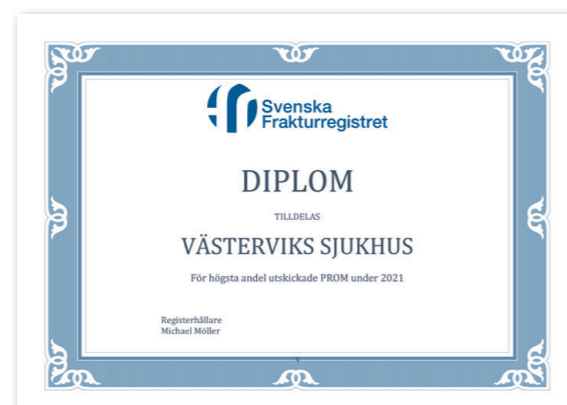 Svenska
Frakturregistret
DIPLOM
TILLDELAS
VÄSTERVIKS SJUKHUS
För högsta andel utskickade PROM under 2021
Registerhållare
Michael Möller